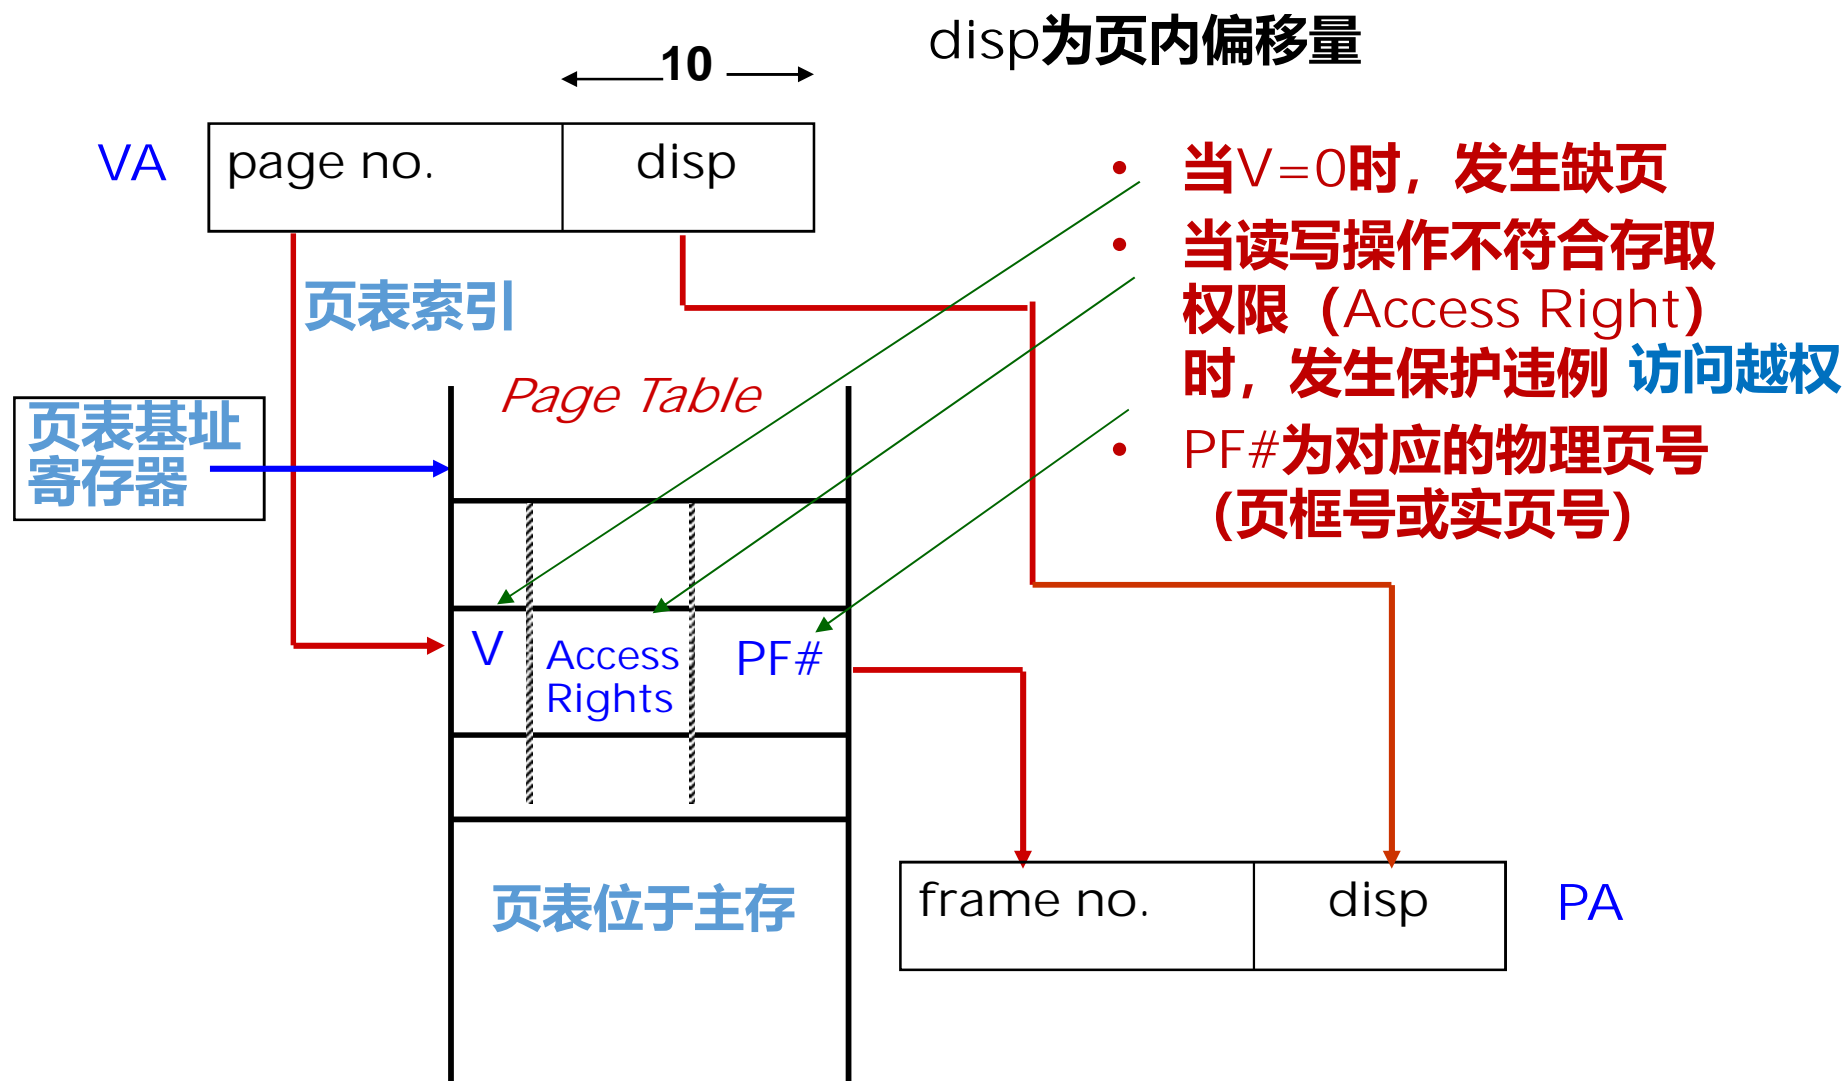 disp为页内偏移量
10
VA
page no.
disp
• 当V=0时，发生缺页
• 当读写操作不符合存取
权限（Access Right）
时，发生保护违例 访问越权
• PF#为对应的物理页号
（页框号或实页号）
页表索引
Page Table
页表基址
寄存器
V
Access
Rights
PF#
页表位于主存
frame no.
disp
PA